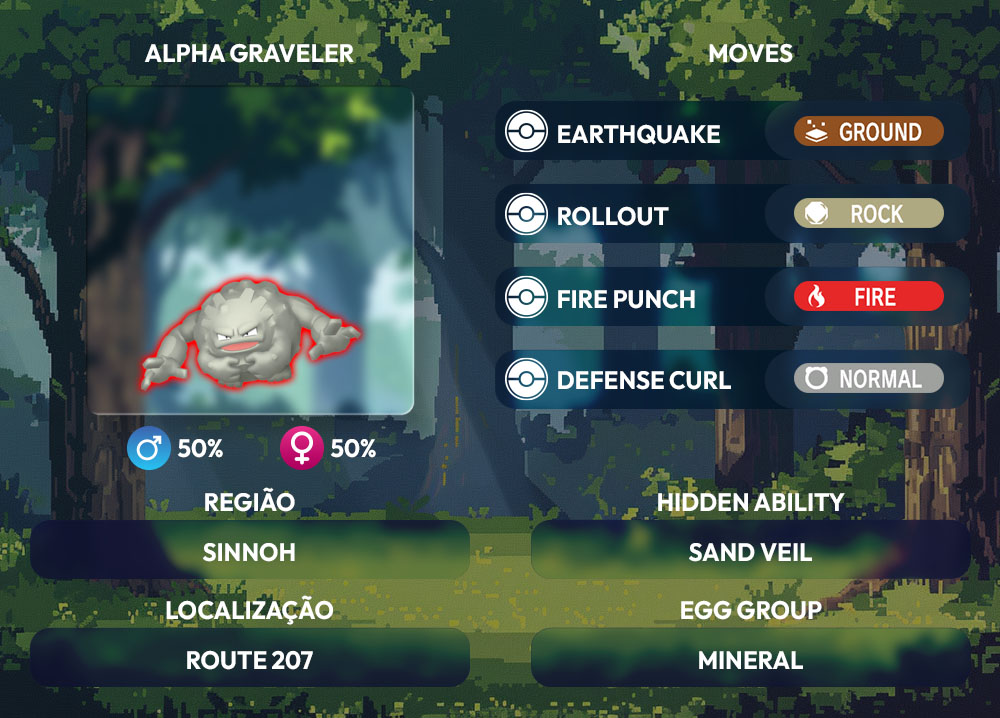 ALPHA GRAVELER
MOVES
EARTHQUAKE
GROUND
ROLLOUT
ROCK
FIRE PUNCH
FIRE
DEFENSE CURL
NORMAL
50%
50%
REGIÃO
SINNOH
HIDDEN ABILITY
SAND VEIL
LOCALIZAÇÃO
ROUTE 207
EGG GROUP
MINERAL